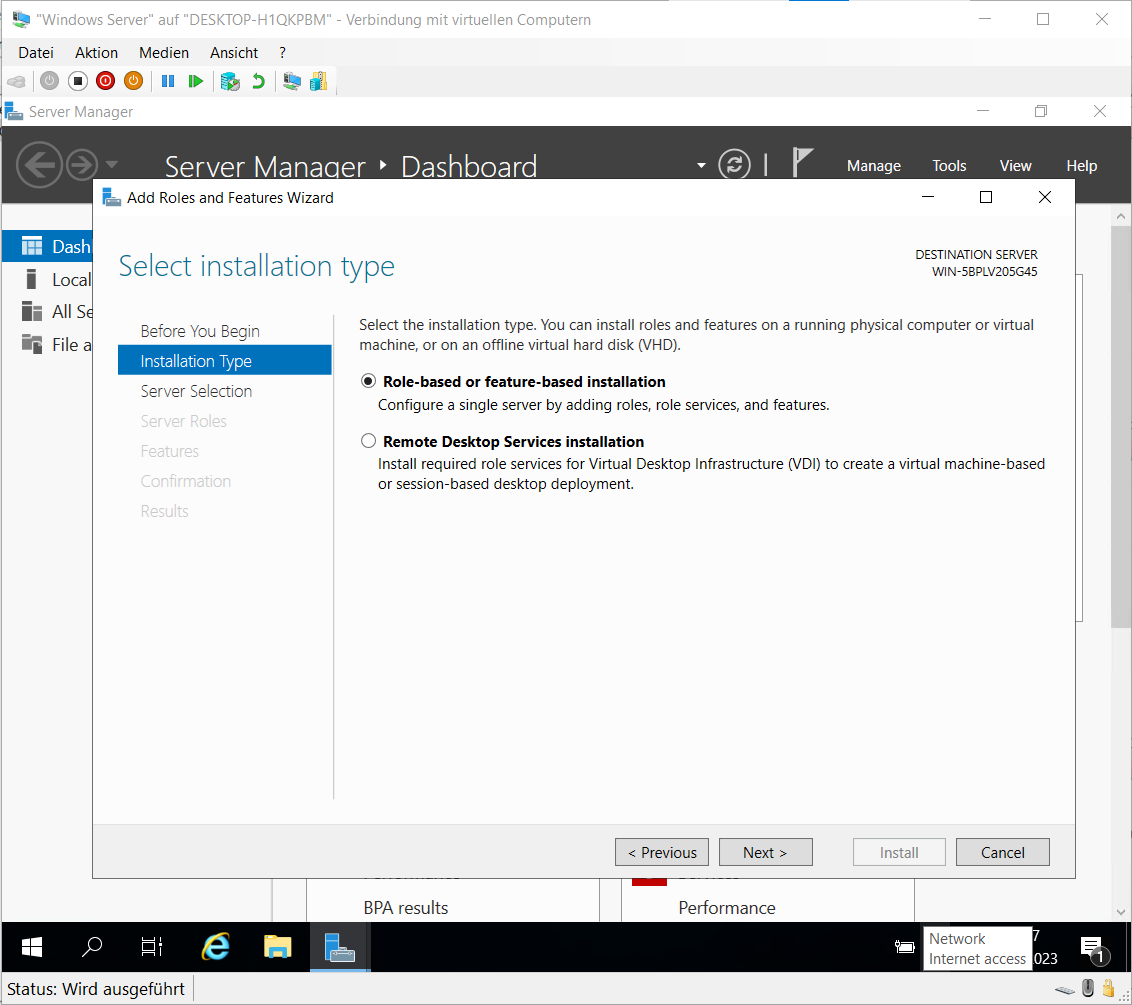 "Windows Server" auf "DESKTOP-H1QKPBM" - Verbindung mit virtuellen Computern
Datei Aktion Medien Ansicht ?
Server Manager
Server Manager ‣ Dashboard
Manage Tools View Help
Add Roles and Features Wizard
Dash
Local
All Se
File a
Select installation type
DESTINATION SERVER
WIN-5BPLV205G45
Before You Begin
Installation Type
Server Selection
Server Roles
Features
Confirmation
Results
Select the installation type. You can install roles and features on a running physical computer or virtual
machine, or on an offline virtual hard disk (VHD).
Role-based or feature-based installation
Configure a single server by adding roles, role services, and features.
Remote Desktop Services installation
Install required role services for Virtual Desktop Infrastructure (VDI) to create a virtual machine-based
or session-based desktop deployment.
< Previous Next > Install Cancel
BPA results
Performance
Network
Internet access
7
023
1
Status: Wird ausgeführt